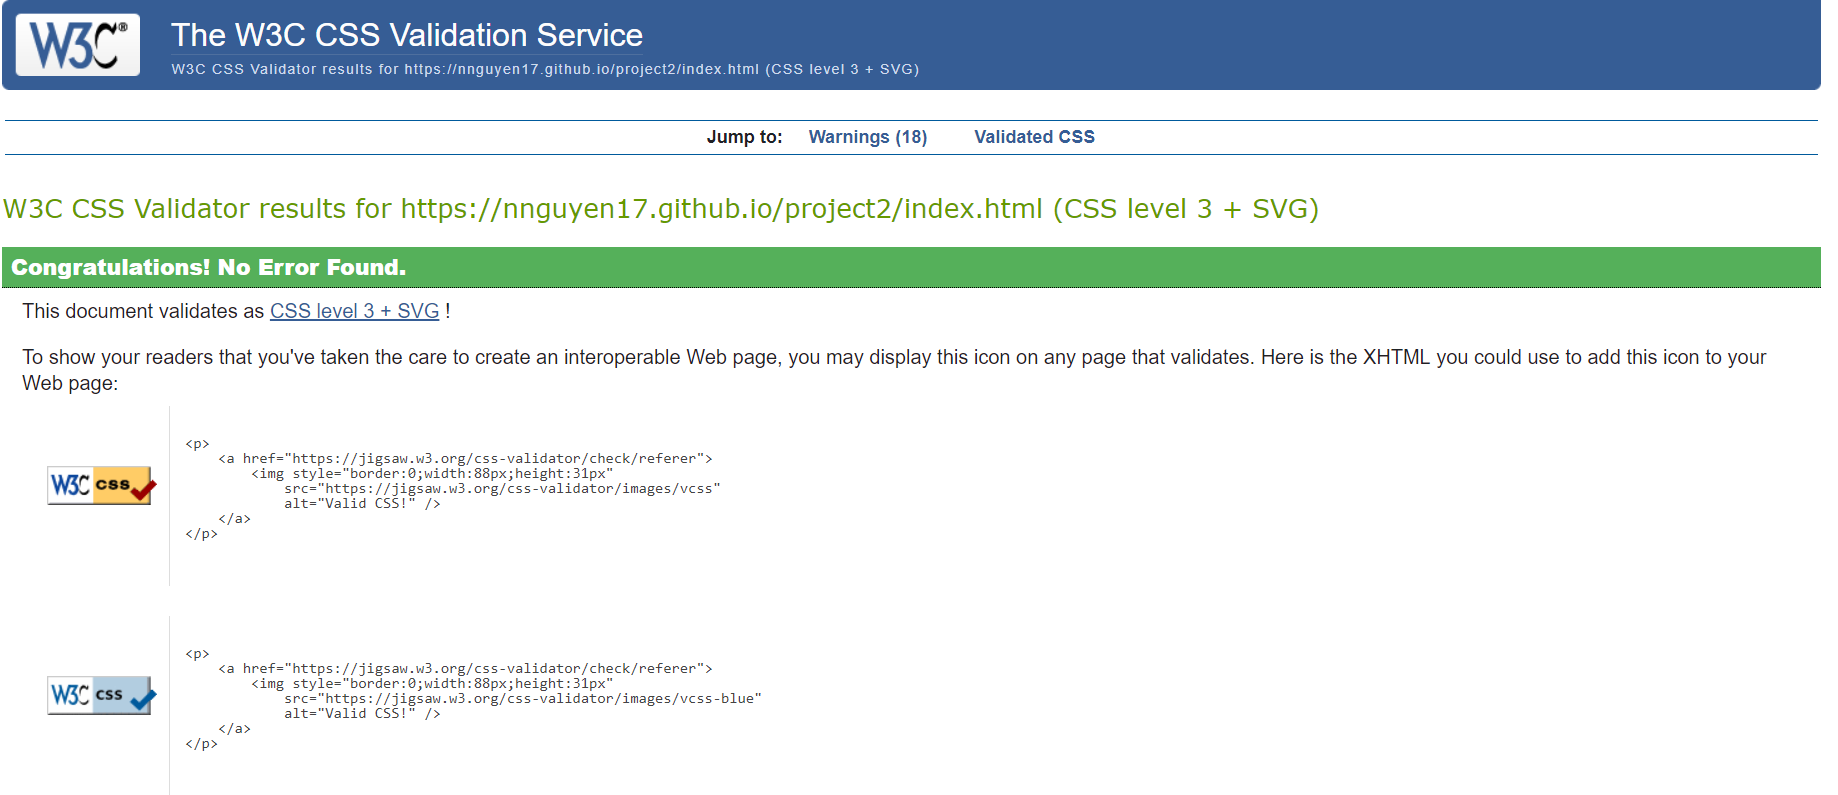 W3C®
The W3C CSS Validation Service
W3C CSS Validator results for https://nnguyen17.github.io/project2/index.html (CSS level 3 + SVG)
Jump to: Warnings (18) Validated CSS
W3C CSS Validator results for https://nnguyen17.github.io/project2/index.html (CSS level 3 + SVG)
Congratulations! No Error Found.
This document validates as CSS level 3 + SVG !
To show your readers that you've taken the care to create an interoperable Web page, you may display this icon on any page that validates. Here is the XHTML you could use to add this icon to your
Web page:
W3C css
<p>
    <a href="https://jigsaw.w3.org/css-validator/check/referer">
        <img style="border:0;width:88px;height:31px"
            src="https://jigsaw.w3.org/css-validator/images/vcss"
            alt="Valid CSS!" />
    </a>
</p>
W3C css
<p>
    <a href="https://jigsaw.w3.org/css-validator/check/referer">
        <img style="border:0;width:88px;height:31px"
            src="https://jigsaw.w3.org/css-validator/images/vcss-blue"
            alt="Valid CSS!" />
    </a>
</p>